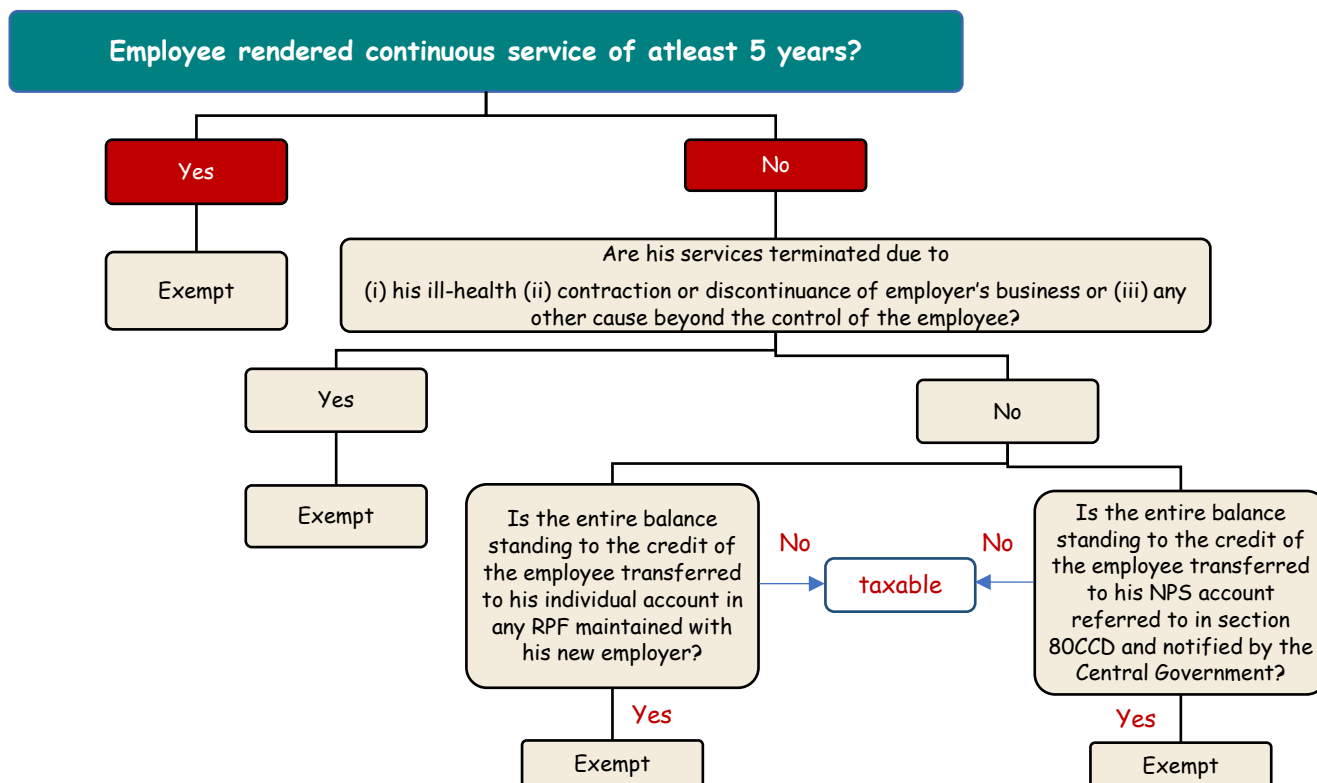 Employee rendered continuous service of atleast 5 years?
Yes
No
Exempt
Are his services terminated due to
(i) his ill-health (ii) contraction or discontinuance of employer's business or (iii) any
other cause beyond the control of the employee?
Yes
No
Exempt
Is the entire balance
standing to the credit of
the employee transferred
to his individual account in
any RPF maintained with
his new employer?
No
taxable
No
Is the entire balance
standing to the credit of
the employee transferred
to his NPS account
referred to in section
80CCD and notified by the
Central Government?
Yes
Yes
Exempt
Exempt